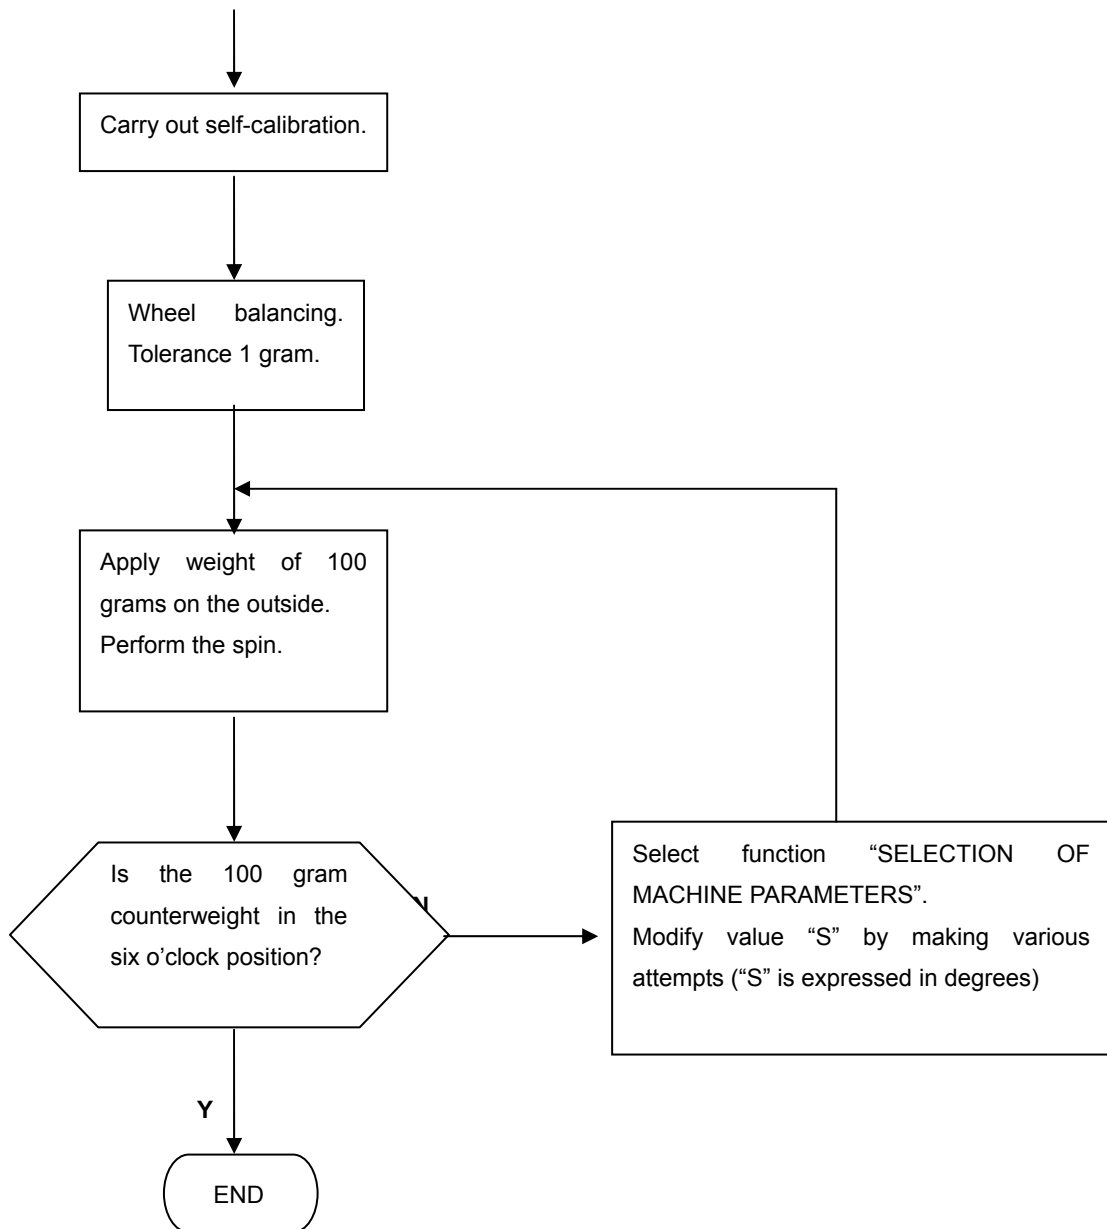 Carry out self-calibration.
Wheel balancing.
Tolerance 1 gram.
Apply weight of 100
grams on the outside.
Perform the spin.
Is the 100 gram
counterweight in the
six o’clock position?
N
Select function “SELECTION OF
MACHINE PARAMETERS”.
Modify value “S” by making various
attempts (“S” is expressed in degrees)
Y
END